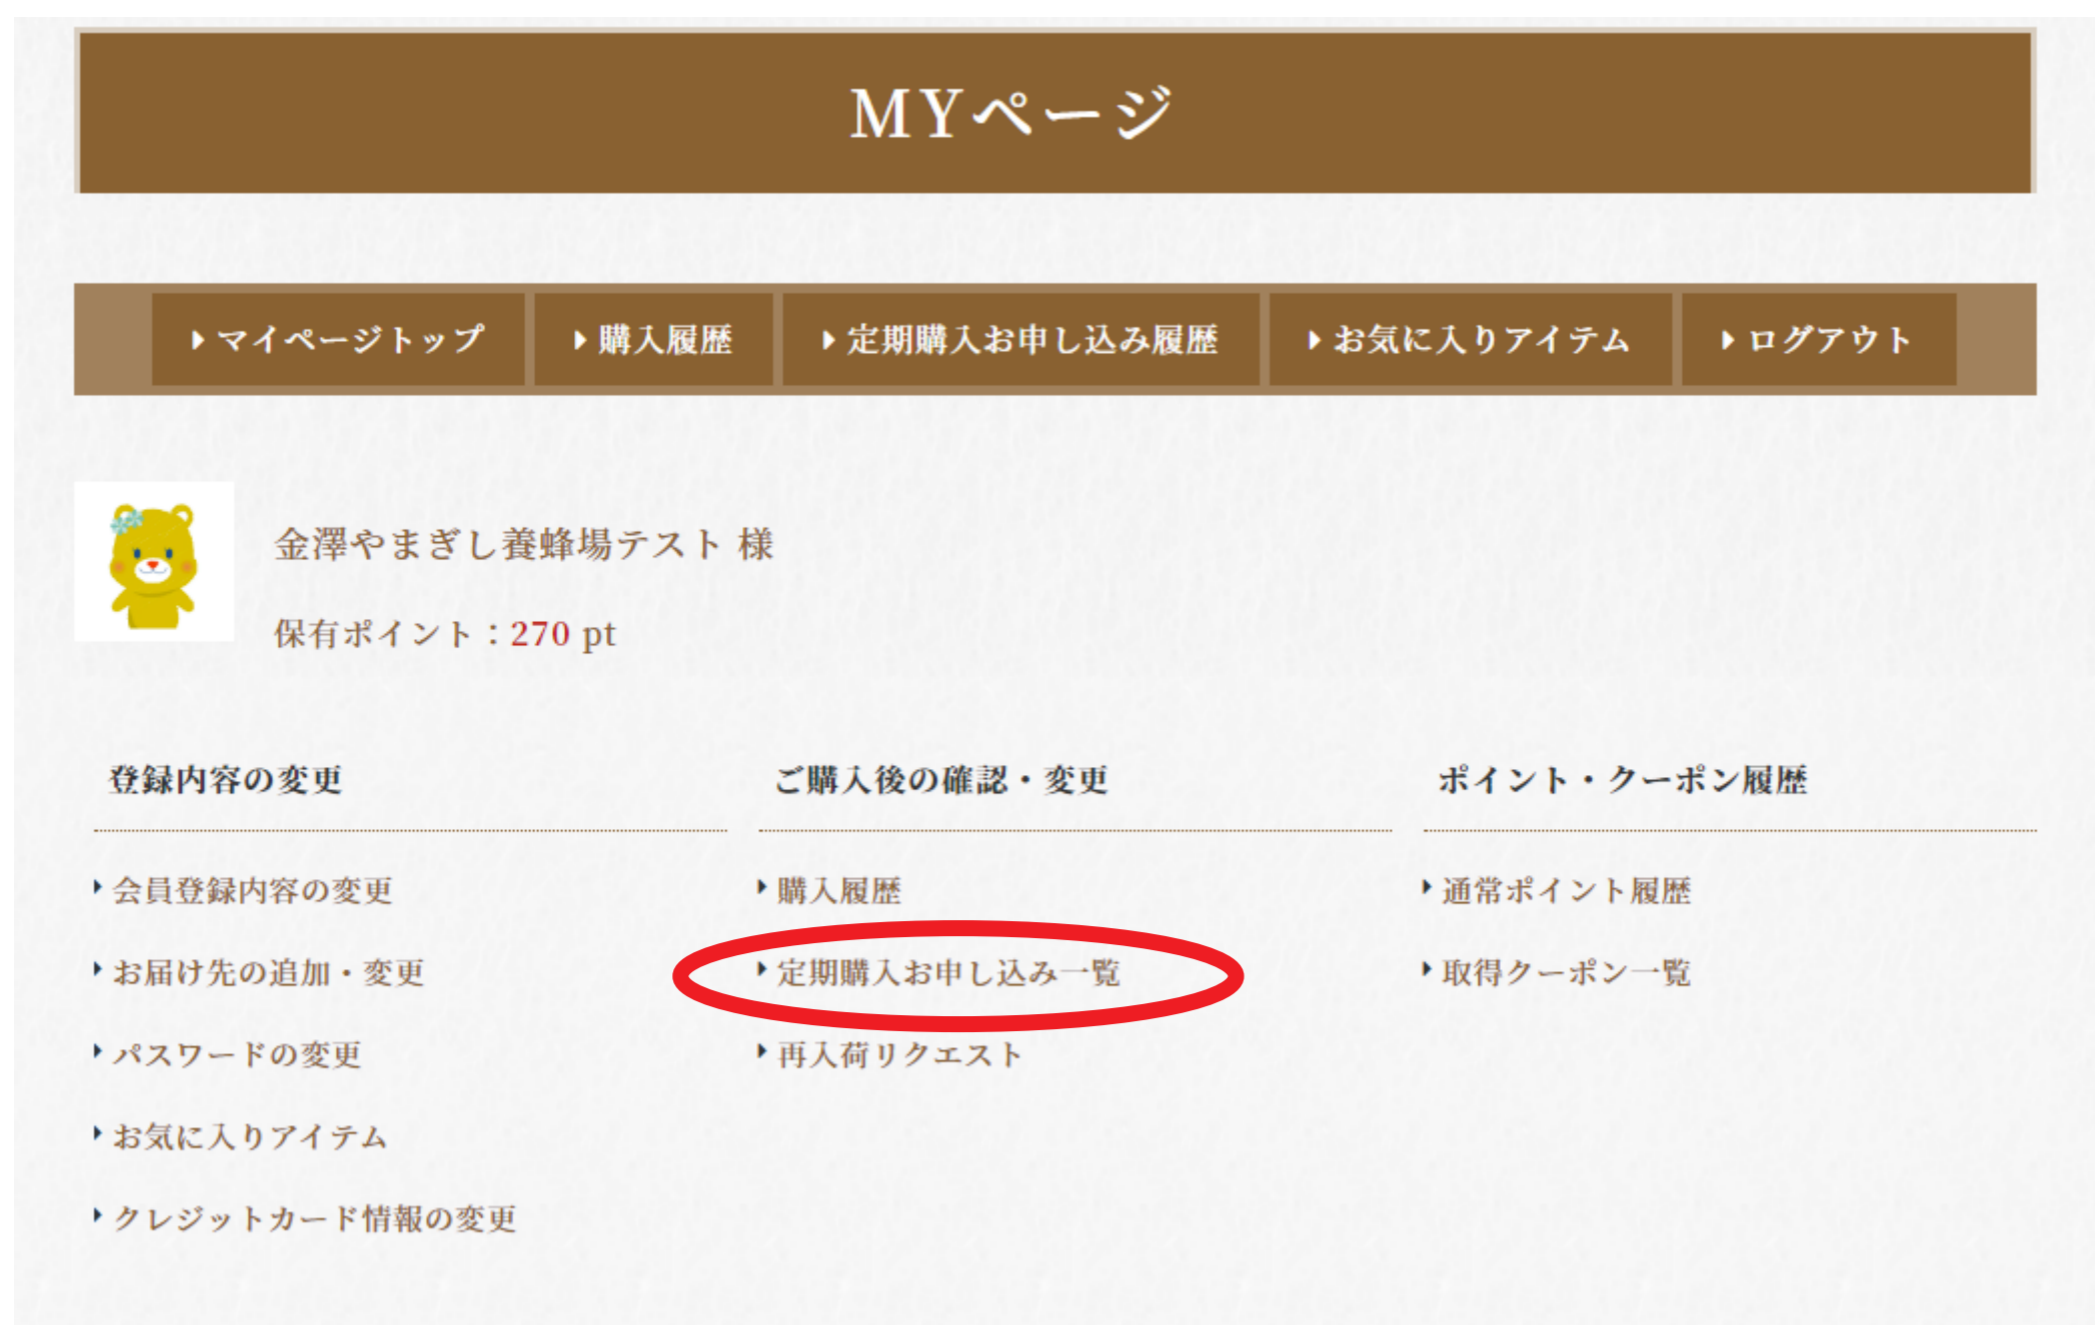 MYページ
マイページトップ 購入履歴 定期購入お申し込み履歴 お気に入りアイテム ログアウト
金澤やまぎし養蜂場テスト 様
保有ポイント：270 pt
登録内容の変更
会員登録内容の変更
お届け先の追加・変更
パスワードの変更
お気に入りアイテム
クレジットカード情報の変更
ご購入後の確認・変更
購入履歴
定期購入お申し込み一覧
再入荷リクエスト
ポイント・クーポン履歴
通常ポイント履歴
取得クーポン一覧